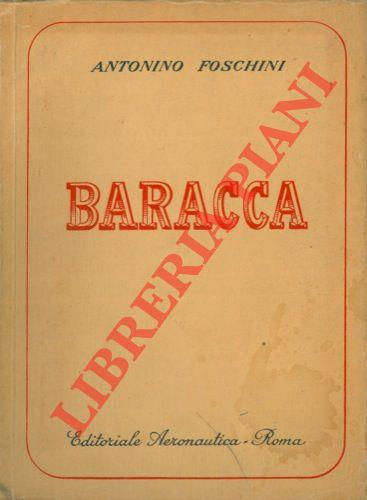 ANTONINO FOSCHINI
BARACCA
LIBRERIA PIANI
Editoriale Aeronautica - Roma